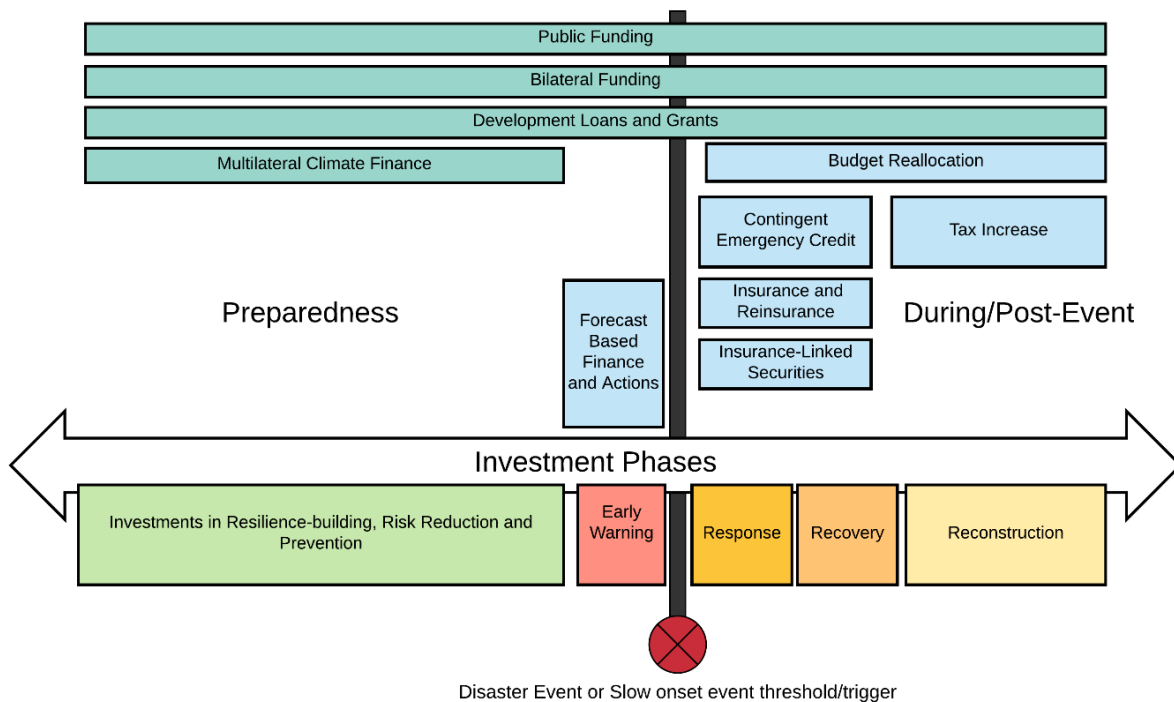 Public Funding
Bilateral Funding
Development Loans and Grants
Multilateral Climate Finance
Budget Reallocation
Contingent
Emergency Credit
Tax Increase
Preparedness
Forecast
Based
Finance
and Actions
Insurance and
Reinsurance
During/Post-Event
Insurance-Linked
Securities
Investment Phases
Investments in Resilience-building, Risk Reduction and
Prevention
Early
Warning
Response
Recovery
Reconstruction
Disaster Event or Slow onset event threshold/trigger